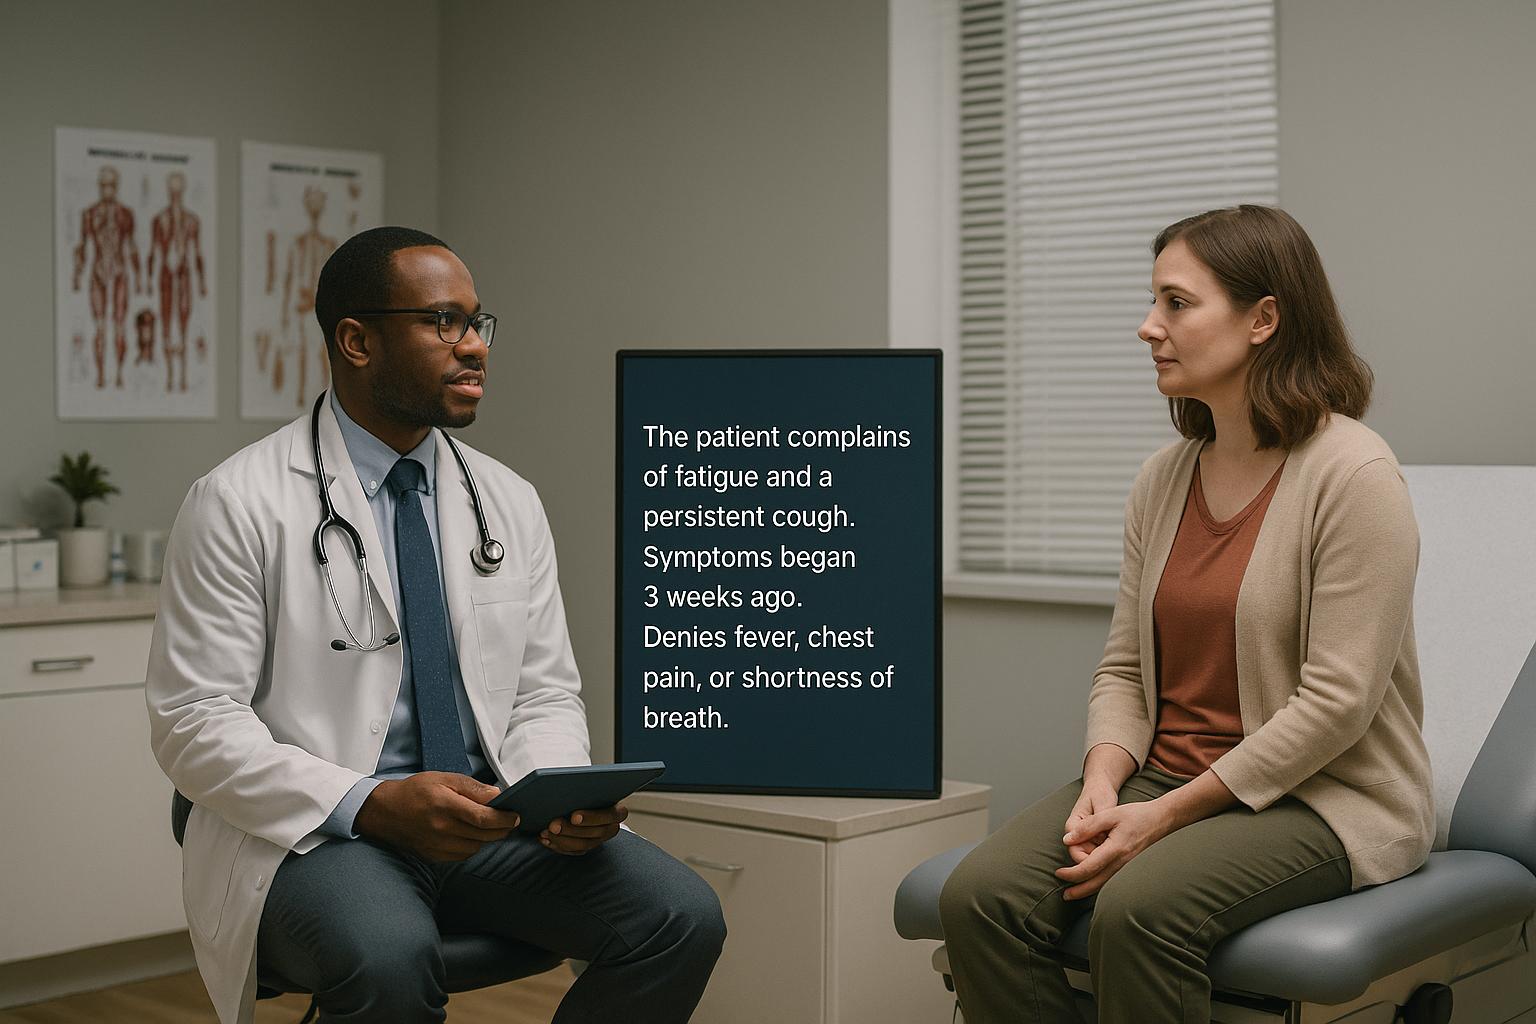 The patient complains
of fatigue and a
persistent cough.
Symptoms began
3 weeks ago.
Denies fever, chest
pain, or shortness of
breath.